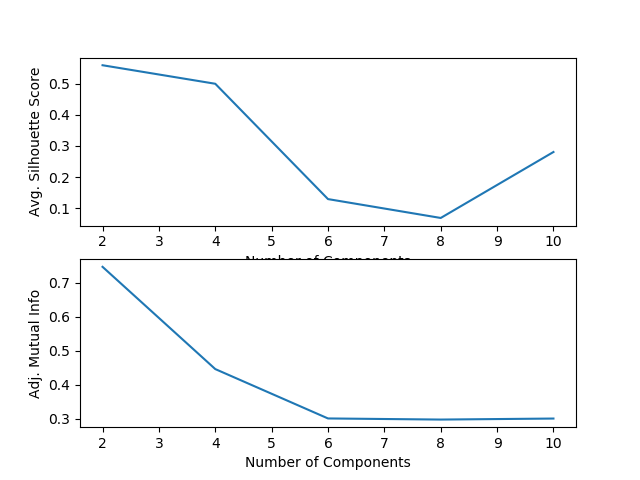 Avg. Silhouette Score
0.5
0.4
0.3
0.2
0.1
2 3 4 5 6 7 8 9 10
Number of Components
Adj. Mutual Info
0.7
0.6
0.5
0.4
0.3
2 3 4 5 6 7 8 9 10
Number of Components